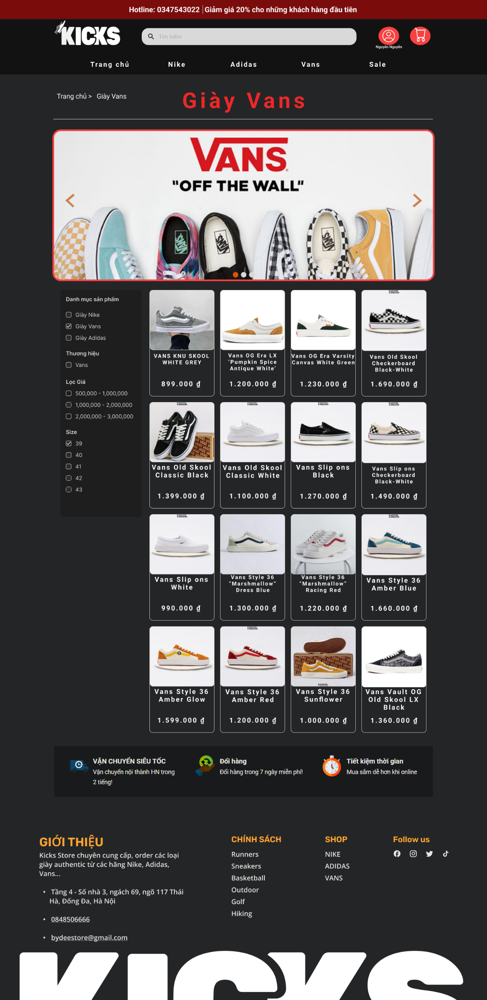 Hotline: 0347543022 | Giảm giá 20% cho những khách hàng đầu tiên
KICKS
Tìm kiếm
Nguyên Nguyễn
Trang chủ
Nike
Adidas
Vans
Sale
Trang chủ > Giày Vans
Giày Vans
VANS
"OFF THE WALL"
Danh mục sản phẩm
Giày Nike
Giày Vans
Giày Adidas
Thương hiệu
Vans
Lọc Giá
500,000 - 1,000,000
1,000,000 - 2,000,000
2,000,000 - 3,000,000
Size
39
40
41
42
43
VANS KNU SKOOL
WHITE GREY
899.000 ₫
Vans OG Era LX
‘Pumpkin Spice
Antique White’
1.200.000 ₫
Vans OG Era Varsity
Canvas White Green
1.230.000 ₫
SAIGON
SNEAKER
Vans Old Skool
Checkerboard
Black-White
1.690.000 ₫
Vans Old Skool
Classic Black
1.399.000 ₫
Vans Old Skool
Classic White
1.100.000 ₫
Vans Slip ons
Black
1.270.000 ₫
Vans Slip ons
Checkerboard
Black-White
1.490.000 ₫
Vans Slip ons
White
990.000 ₫
Vans Style 36
“Marshmallow”
Dress Blue
1.300.000 ₫
Vans Style 36
“Marshmallow”
Racing Red
1.220.000 ₫
Vans Style 36
Amber Blue
1.660.000 ₫
Vans Style 36
Amber Glow
1.599.000 ₫
Vans Style 36
Amber Red
1.200.000 ₫
Vans Style 36
Sunflower
1.000.000 ₫
Vans Vault OG
Old Skool LX
Black
1.360.000 ₫
VẬN CHUYỂN SIÊU TỐC
Vận chuyển nội thành HN trong
2 tiếng!
Đổi hàng
Đổi hàng trong 7 ngày miễn phí!
Tiết kiệm thời gian
Mua sắm dễ hơn khi online
GIỚI THIỆU
Kicks Store chuyên cung cấp, order các loại
giày authentic từ các hãng Nike, Adidas,
Vans...
• Tầng 4 - Số nhà 3, ngách 69, ngõ 117 Thái
Hà, Đống Đa, Hà Nội
• 0848506666
• bydeestore@gmail.com
CHÍNH SÁCH
Runners
Sneakers
Basketball
Outdoor
Golf
Hiking
SHOP
NIKE
ADIDAS
VANS
Follow us
KICKS